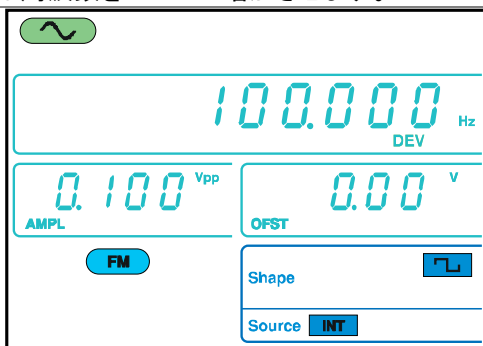 100.000 Hz
DEV
0.100 Vpp
AMPL
0.00 V
OFST
FM
Shape
Source INT